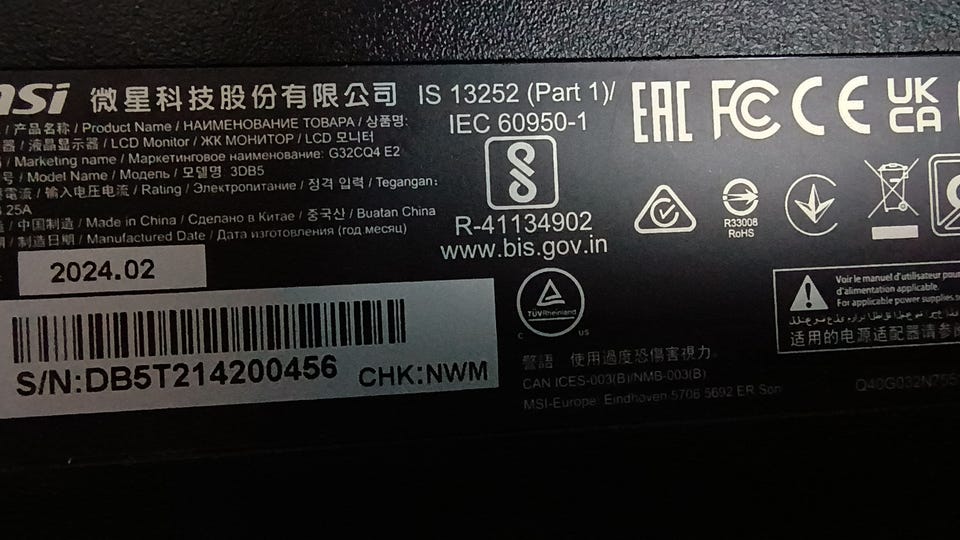 msi 微星科技股份有限公司
/ 产品名称 / Product Name / НАИМЕНОВАНИЕ ТОВАРА / 상품명:
器 / 液晶显示器 / LCD Monitor / ЖК МОНИТОР / LCD 모니터
/ Marketing name / Маркетинговое наименование: G32CQ4 E2
/ Model Name / Модель / 모델명 3DB5
電流 / 输入电压电流 / Rating / Электропитание / 정격 입력 / Tegangan:
25A
/ 中国制造 / Made in China / Сделано в Китае / 중국산 / Buatan China
/ 制造日期 / Manufactured Date / Дата изготовления (год месяц)
2024.02
S/N:DB5T214200456 CHK:NWM
IS 13252 (Part 1)/
IEC 60950-1
R-41134902
www.bis.gov.in
EAC FC CE UK
CA
R33008
RoHS
TÜVRheinland
C US
警語 使用過度恐傷害視力.
CAN ICES-003(B)/NMB-003(B)
MSI-Europe: Eindhoven 5706 5692 ER Son
Voir le manuel d'utilisateur pour
d'alimentation applicable.
For applicable power supplies
适用的电源适配器请参